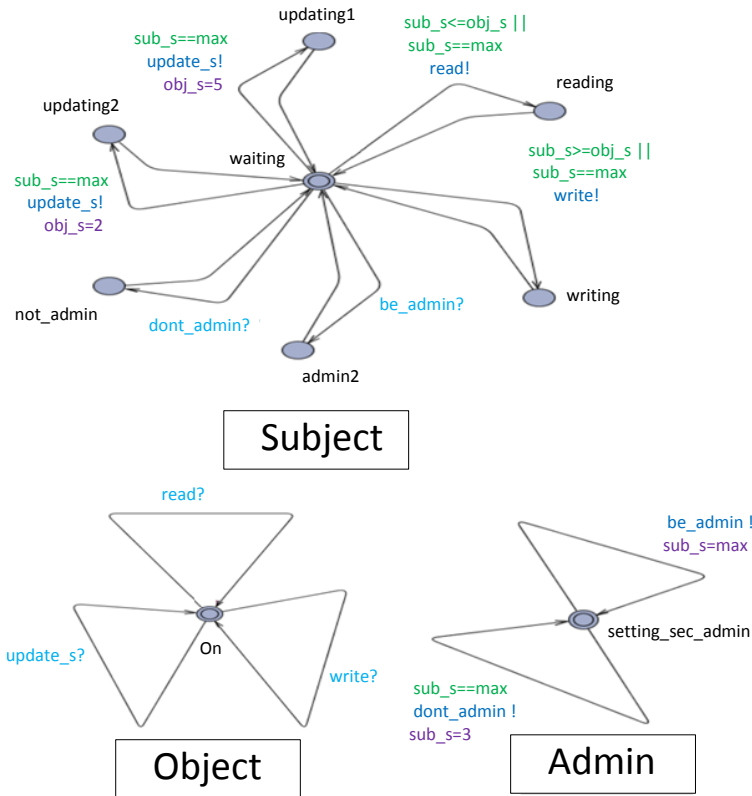 updating1
sub_s==max
update_s!
obj_s=5
sub_s<=obj_s ||
sub_s==max
read!
reading
updating2
waiting
sub_s==max
update_s!
obj_s=2
sub_s>=obj_s ||
sub_s==max
write!
not_admin
dont_admin?
be_admin?
writing
admin2
Subject
read?
On
update_s?
write?
Object
be_admin !
sub_s=max
setting_sec_admin
sub_s==max
dont_admin !
sub_s=3
Admin